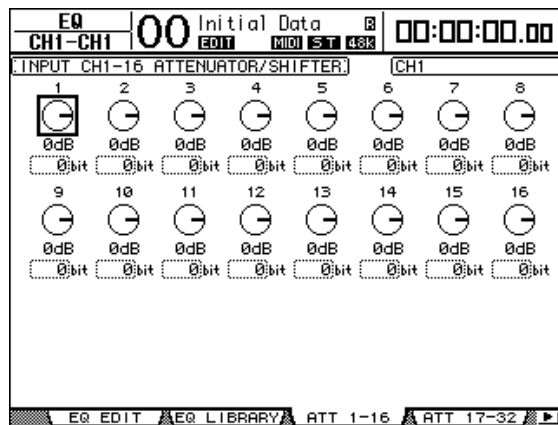 EQ
CH1-CH1
00 Initial Data R
EDIT MIDI ST 48K
00:00:00.00
INPUT CH1-16 ATTENUATOR/SHIFTER
CH1
1 2 3 4 5 6 7 8
0dB 0dB 0dB 0dB 0dB 0dB 0dB 0dB
0bit 0bit 0bit 0bit 0bit 0bit 0bit 0bit
9 10 11 12 13 14 15 16
0dB 0dB 0dB 0dB 0dB 0dB 0dB 0dB
0bit 0bit 0bit 0bit 0bit 0bit 0bit 0bit
EQ EDIT EQ LIBRARY ATT 1-16 ATT 17-32